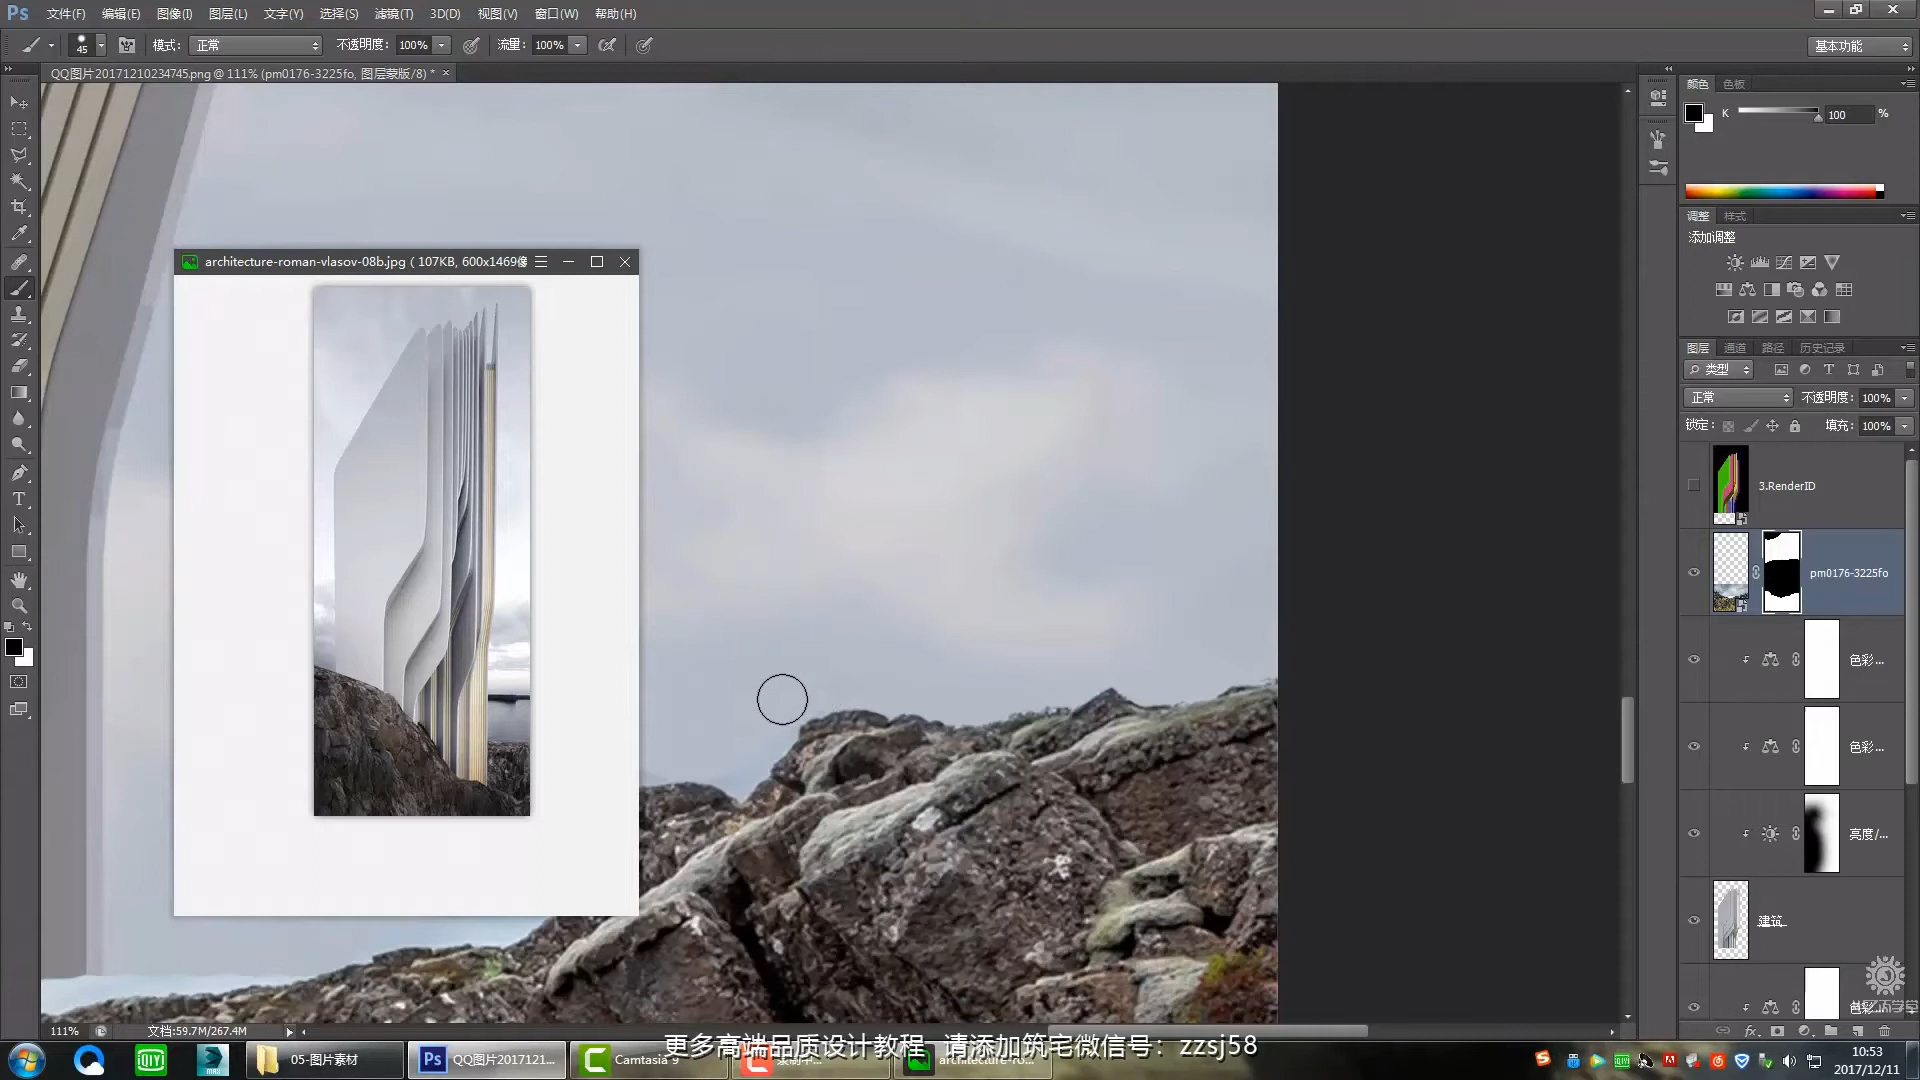 Ps 文件(F) 编辑(E) 图像(I) 图层(L) 文字(Y) 选择(S) 滤镜(T) 3D(D) 视图(V) 窗口(W) 帮助(H)
45 模式: 正常 不透明度: 100% 流量: 100% 基本功能
QQ图片20171210234745.png @ 111% (pm0176-3225fo, 图层蒙版/8) * ×
颜色 色板
K 100 %
调整 样式
添加调整
图层 通道 路径 历史记录
类型
正常 不透明度: 100%
锁定: 填充: 100%
3.RenderID
pm0176-3225fo
色彩...
色彩...
亮度/...
建筑
色彩...
architecture-roman-vlasov-08b.jpg ( 107KB, 600x1469像
111% 文档:59.7M/267.4M
更多高端品质设计教程 请添加筑宅微信号: zzsj58
05-图片素材
Ps QQ图片2017121...
Camtasia 9
architecture-ro...
10:53
2017/12/11